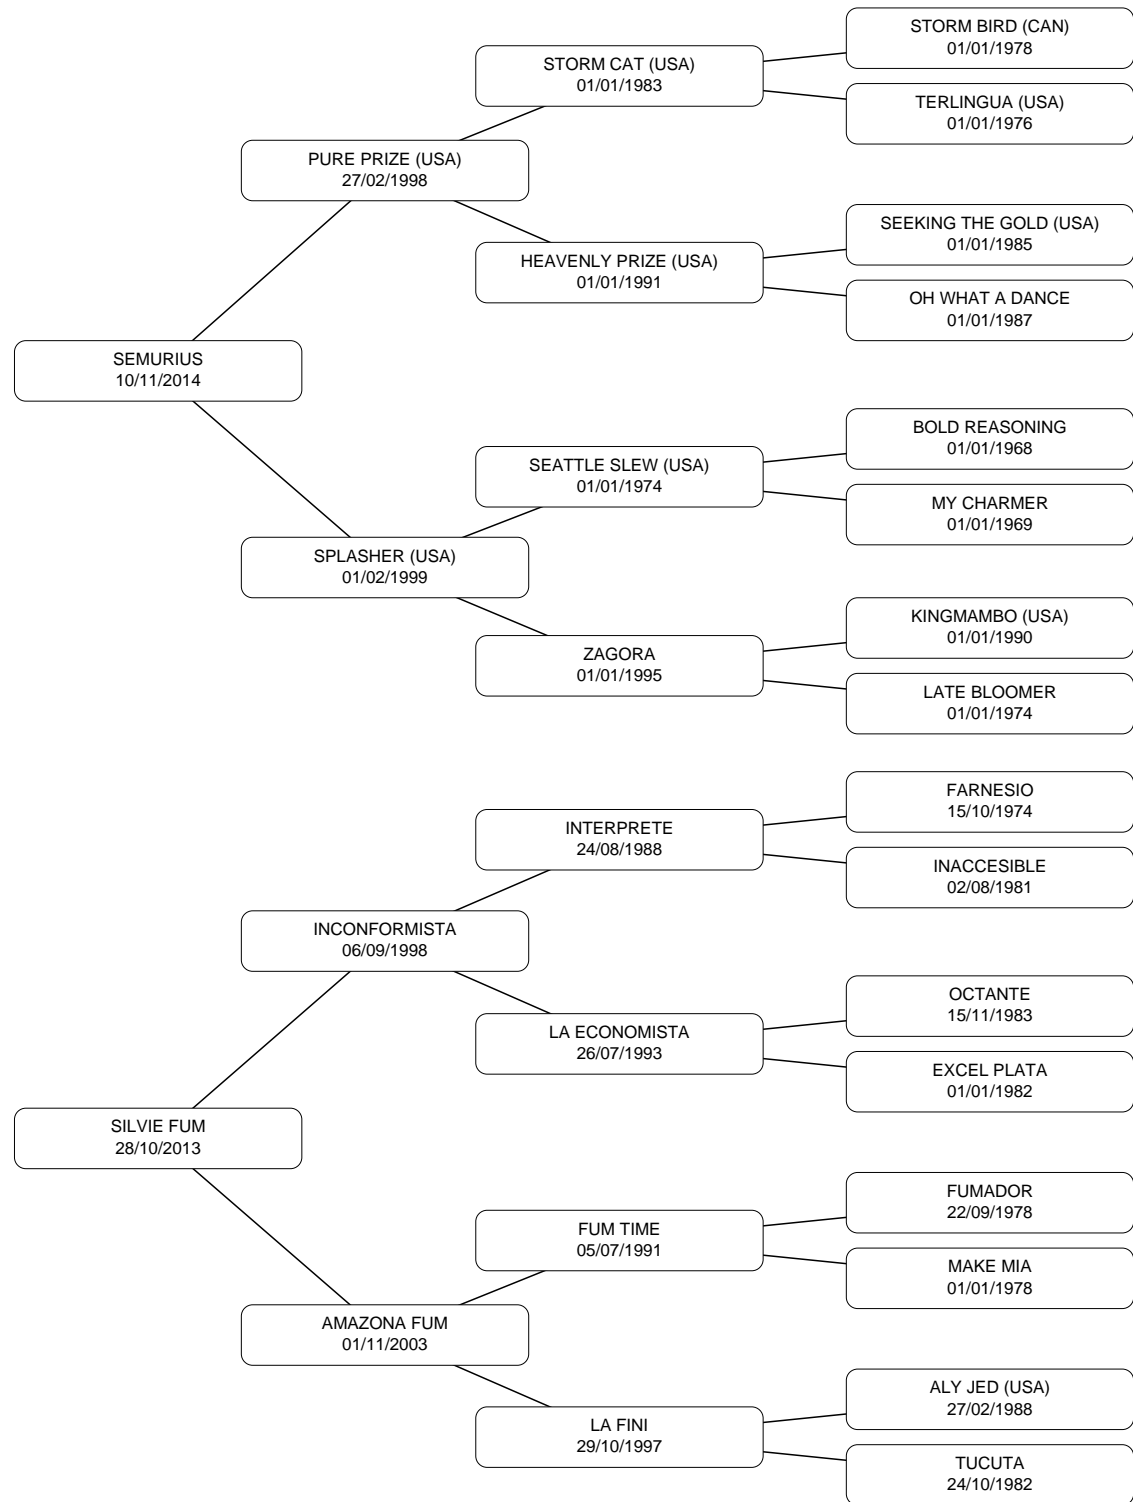 STORM BIRD (CAN)
01/01/1978
STORM CAT (USA)
01/01/1983
TERLINGUA (USA)
01/01/1976
PURE PRIZE (USA)
27/02/1998
SEEKING THE GOLD (USA)
01/01/1985
HEAVENLY PRIZE (USA)
01/01/1991
OH WHAT A DANCE
01/01/1987
SEMURIUS
10/11/2014
BOLD REASONING
01/01/1968
SEATTLE SLEW (USA)
01/01/1974
MY CHARMER
01/01/1969
SPLASHER (USA)
01/02/1999
KINGMAMBO (USA)
01/01/1990
ZAGORA
01/01/1995
LATE BLOOMER
01/01/1974
FARNESIO
15/10/1974
INTERPRETE
24/08/1988
INACCESIBLE
02/08/1981
INCONFORMISTA
06/09/1998
OCTANTE
15/11/1983
LA ECONOMISTA
26/07/1993
EXCEL PLATA
01/01/1982
SILVIE FUM
28/10/2013
FUMADOR
22/09/1978
FUM TIME
05/07/1991
MAKE MIA
01/01/1978
AMAZONA FUM
01/11/2003
ALY JED (USA)
27/02/1988
LA FINI
29/10/1997
TUCUTA
24/10/1982